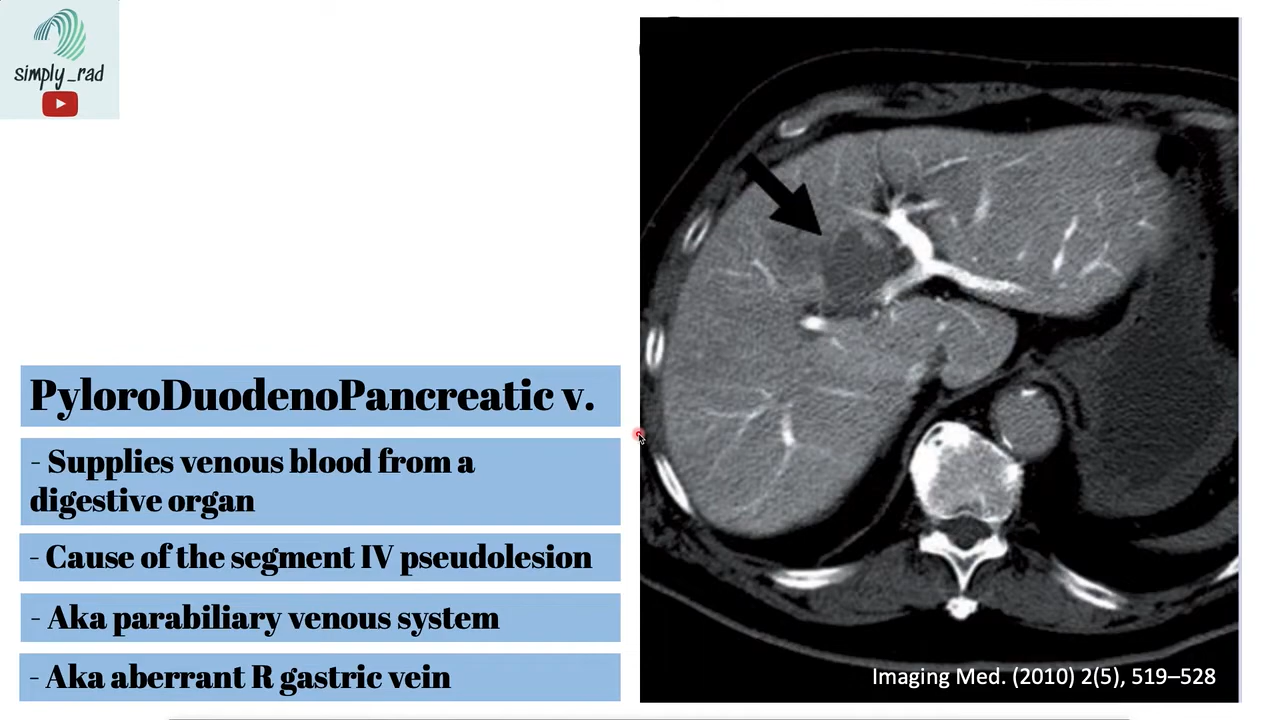 simply_rad
PyloroDuodenoPancreatic v.
- Supplies venous blood from a
digestive organ
- Cause of the segment IV pseudolesion
- Aka parabiliary venous system
- Aka aberrant R gastric vein
Imaging Med. (2010) 2(5), 519–528